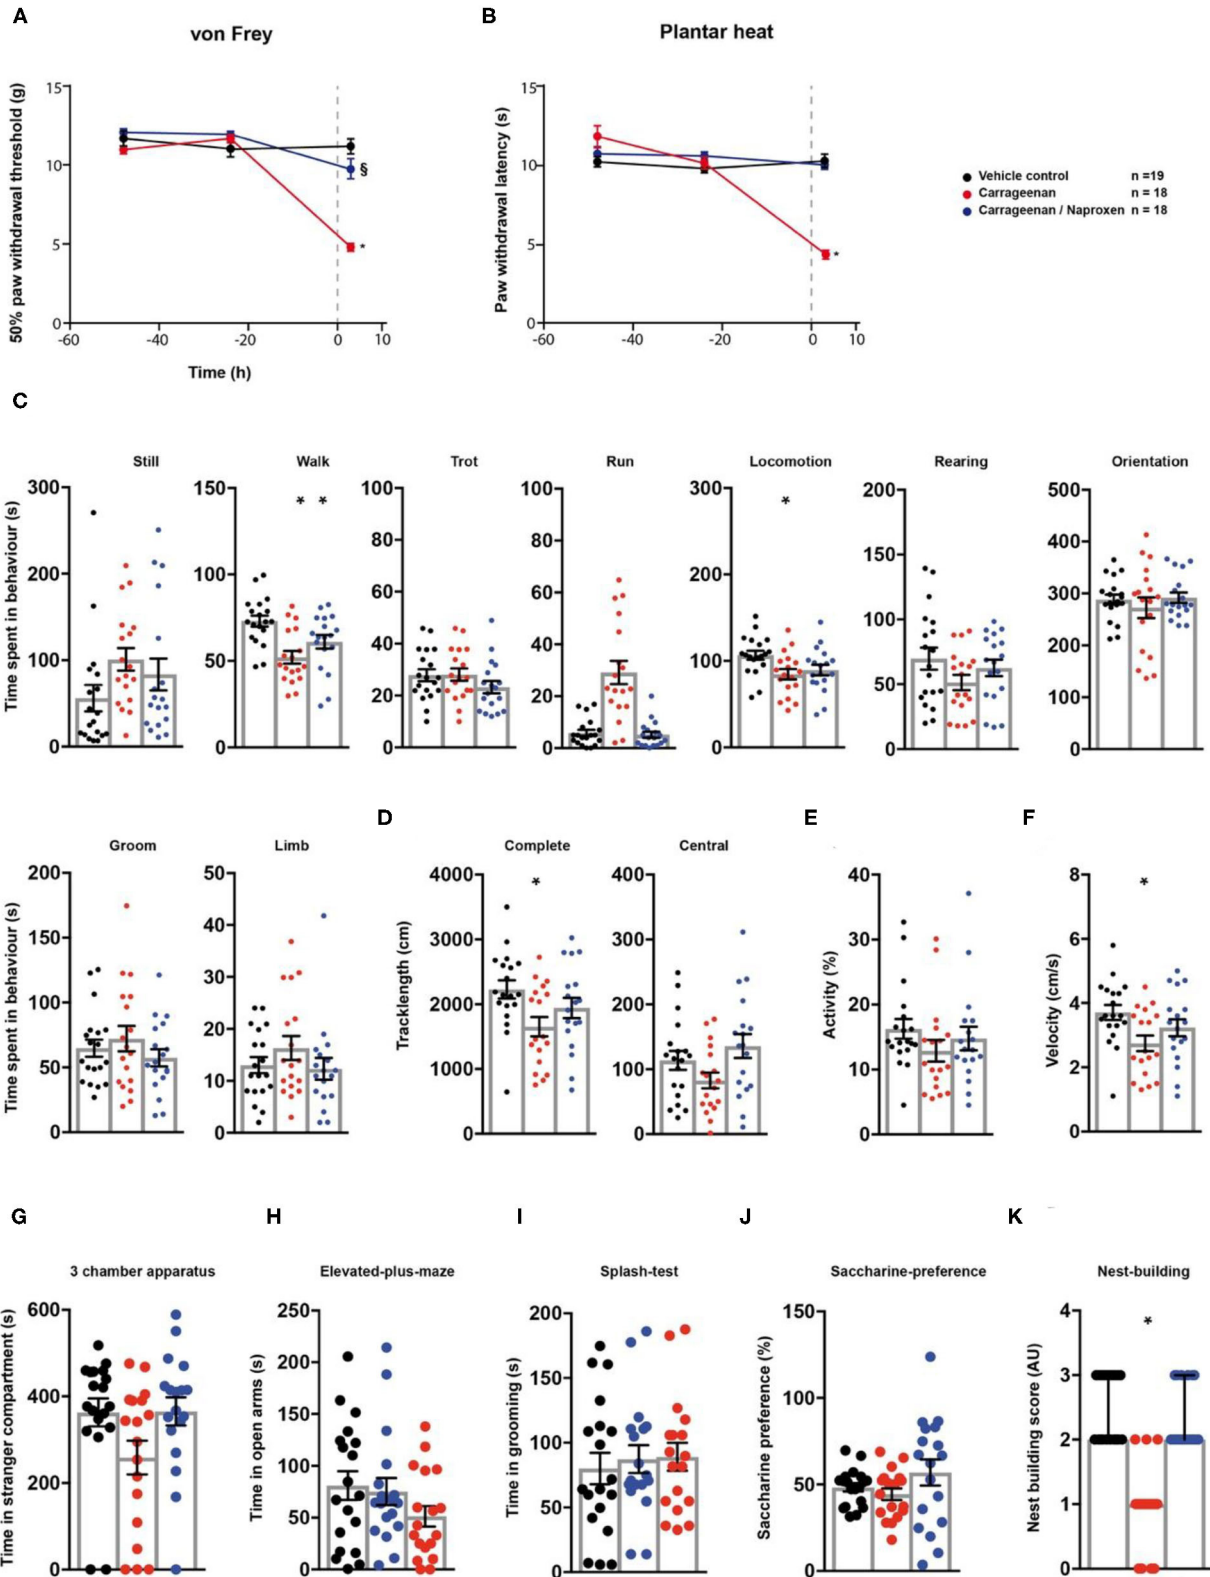 A
B
von Frey
Plantar heat
50% paw withdrawal threshold (g)
15
10
5
0
-60
-40
-20
0
10
Time (h)
Paw withdrawal latency (s)
15
10
5
0
-60
-40
-20
0
10
§
*
*
Vehicle control n =19
Carrageenan n = 18
Carrageenan / Naproxen n = 18
C
Still
Walk
Trot
Run
Locomotion
Rearing
Orientation
Time spent in behaviour (s)
300
200
100
0
150
100
50
0
* *
100
80
60
40
20
0
100
80
60
40
20
0
300
100
0
*
200
150
100
50
0
500
400
300
200
100
0
D
E
F
Groom
Limb
Complete
Central
Time spent in behaviour (s)
200
150
100
50
0
50
40
30
20
10
0
Tracklength (cm)
4000
3000
2000
1000
0
*
400
300
200
100
0
Activity (%)
40
30
20
10
0
Velocity (cm/s)
8
6
4
2
0
*
G
H
I
J
K
3 chamber apparatus
Elevated-plus-maze
Splash-test
Saccharine-preference
Nest-building
Time in stranger compartment (s)
600
400
200
0
Time in open arms (s)
250
200
150
100
50
0
Time in grooming (s)
200
150
100
50
0
Saccharine preference (%)
150
100
50
0
Nest building score (AU)
4
3
2
1
0
*